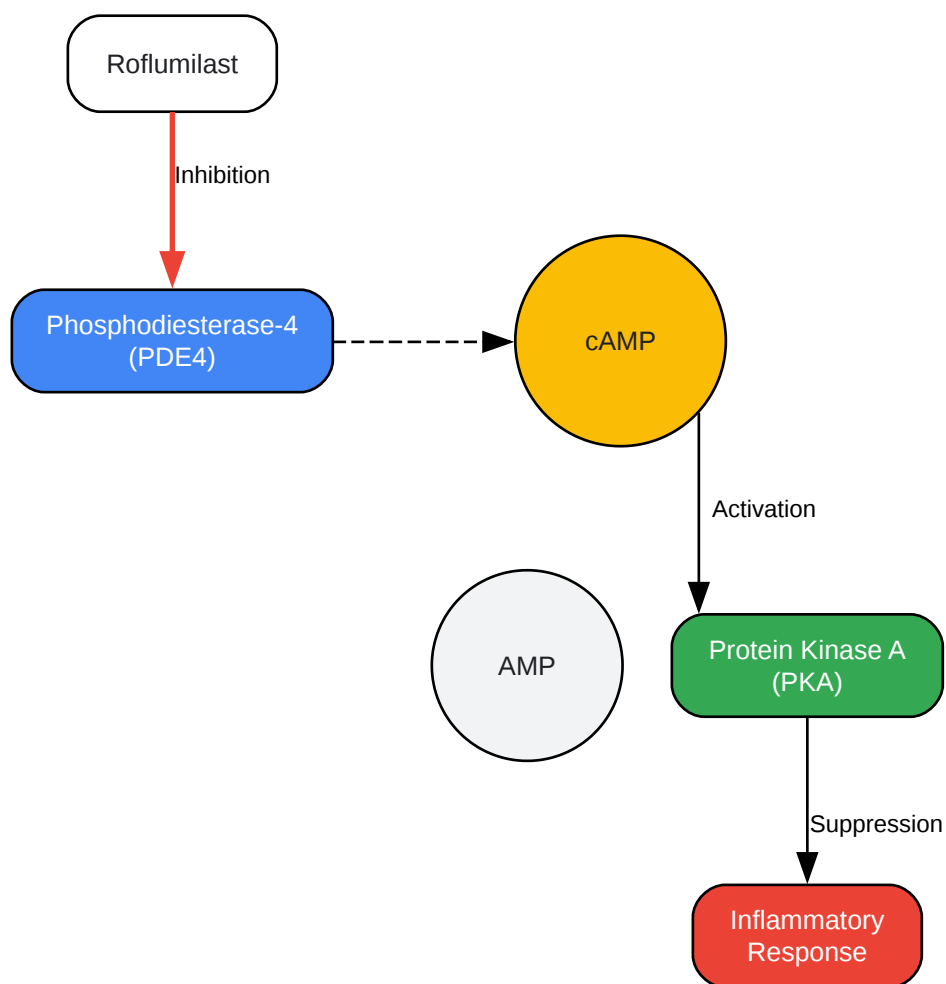 Roflumilast
Inhibition
Phosphodiesterase-4
(PDE4)
cAMP
Activation
AMP
Protein Kinase A
(PKA)
Suppression
Inflammatory
Response